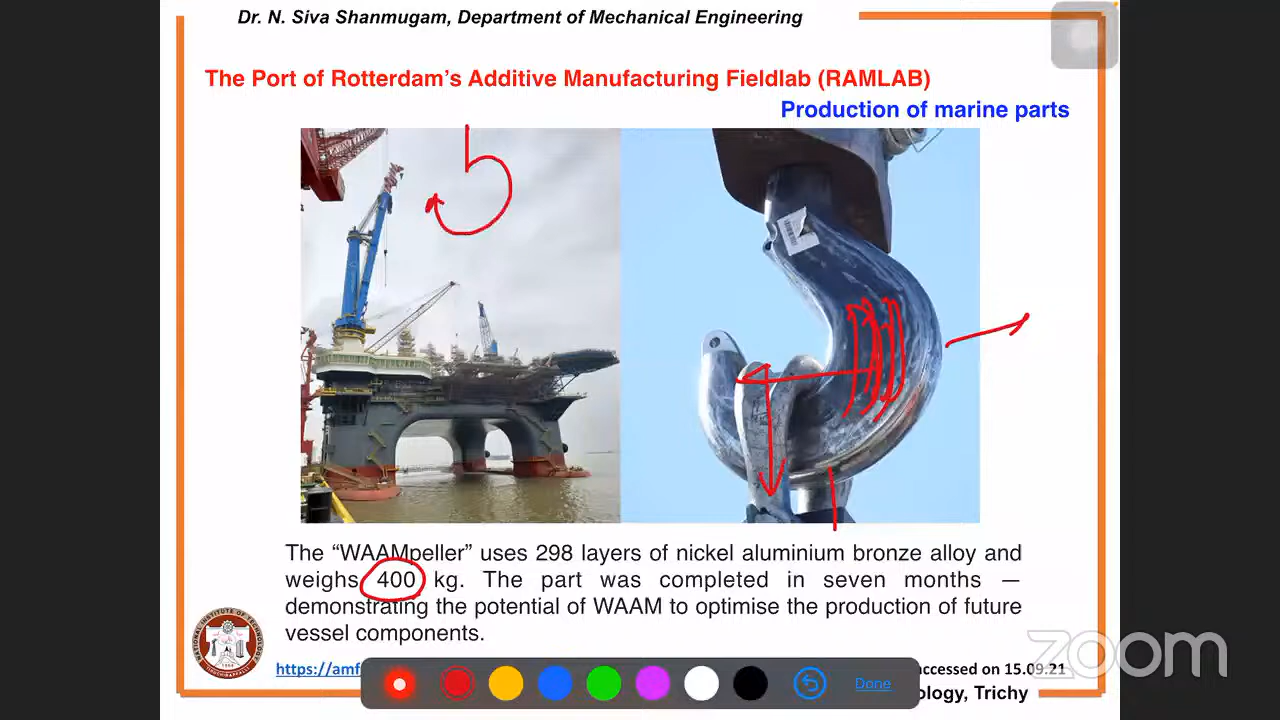 Dr. N. Siva Shanmugam, Department of Mechanical Engineering
The Port of Rotterdam’s Additive Manufacturing Fieldlab (RAMLAB)
Production of marine parts
The “WAAMpeller” uses 298 layers of nickel aluminium bronze alloy and
weighs 400 kg. The part was completed in seven months —
demonstrating the potential of WAAM to optimise the production of future
vessel components.
https://amf
accessed on 15.09.21
ology, Trichy
Done
zoom